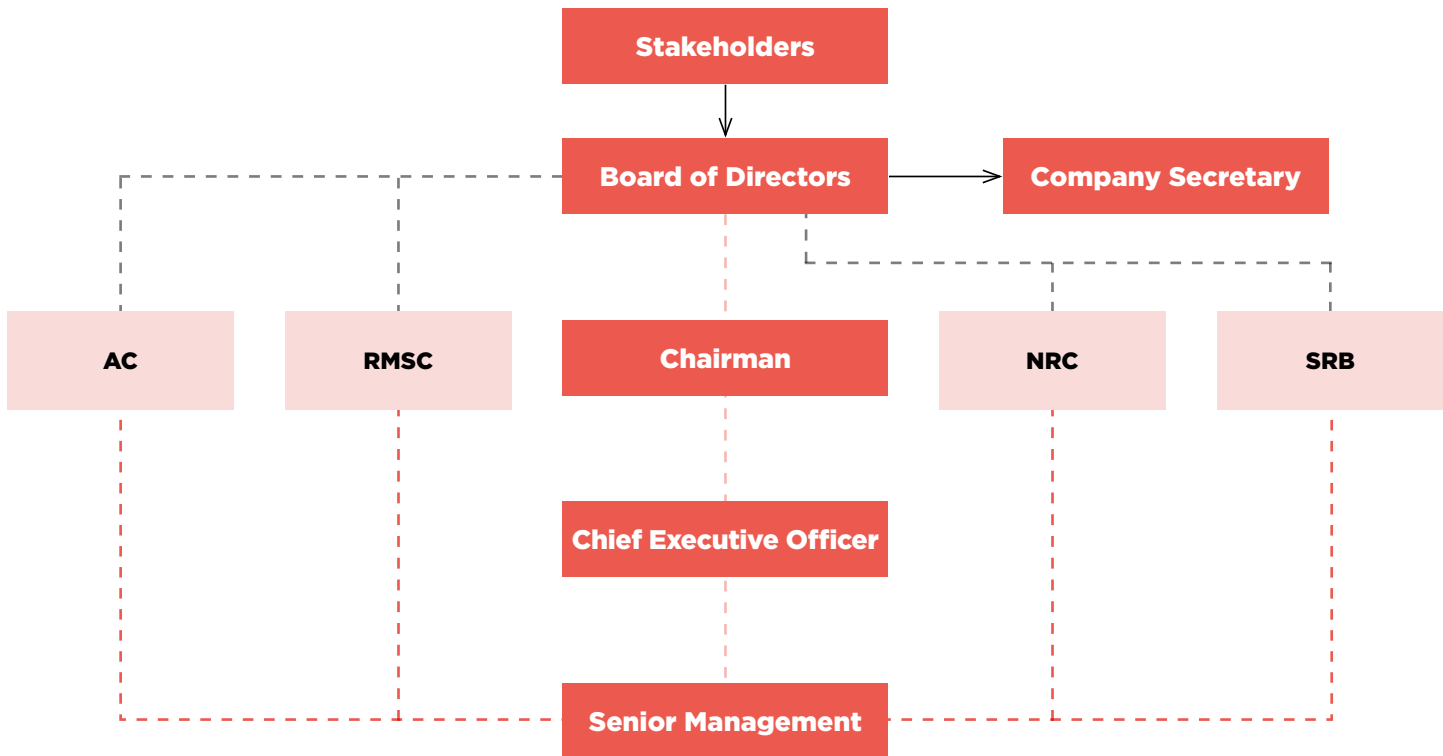 Stakeholders
Board of Directors
Company Secretary
AC
RMSC
Chairman
NRC
SRB
Chief Executive Officer
Senior Management